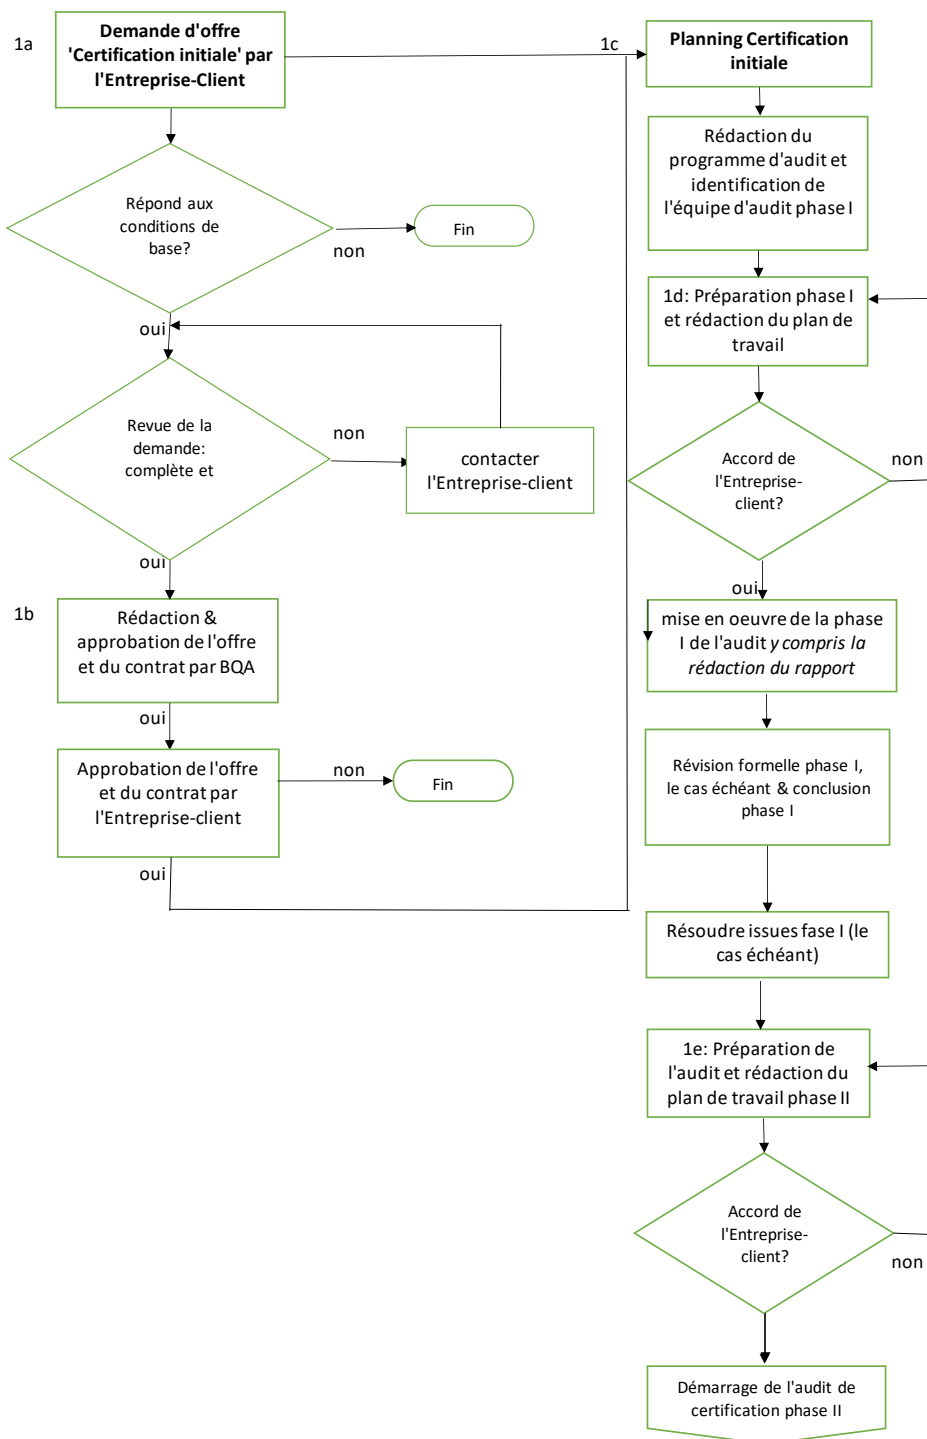 1a
Demande d'offre
'Certification initiale' par
l'Entreprise-Client
Répond aux
conditions de
base?
non
Fin
oui
Revue de la
demande:
complète et
non
contacter
l'Entreprise-client
oui
1b
Rédaction &
approbation de l'offre
et du contrat par BQA
oui
Approbation de l'offre
et du contrat par
l'Entreprise-client
non
Fin
oui
1c
Planning Certification
initiale
Rédaction du
programme d'audit et
identification de
l'équipe d'audit phase I
1d: Préparation phase I
et rédaction du plan de
travail
Accord de
l'Entreprise-
client?
non
oui
mise en oeuvre de la phase
I de l'audit y compris la
rédaction du rapport
Révision formelle phase I,
le cas échéant & conclusion
phase I
Résoudre issues fase I (le
cas échéant)
1e: Préparation de
l'audit et rédaction du
plan de travail phase II
Accord de
l'Entreprise-
client?
non
Démarrage de l'audit de
certification phase II